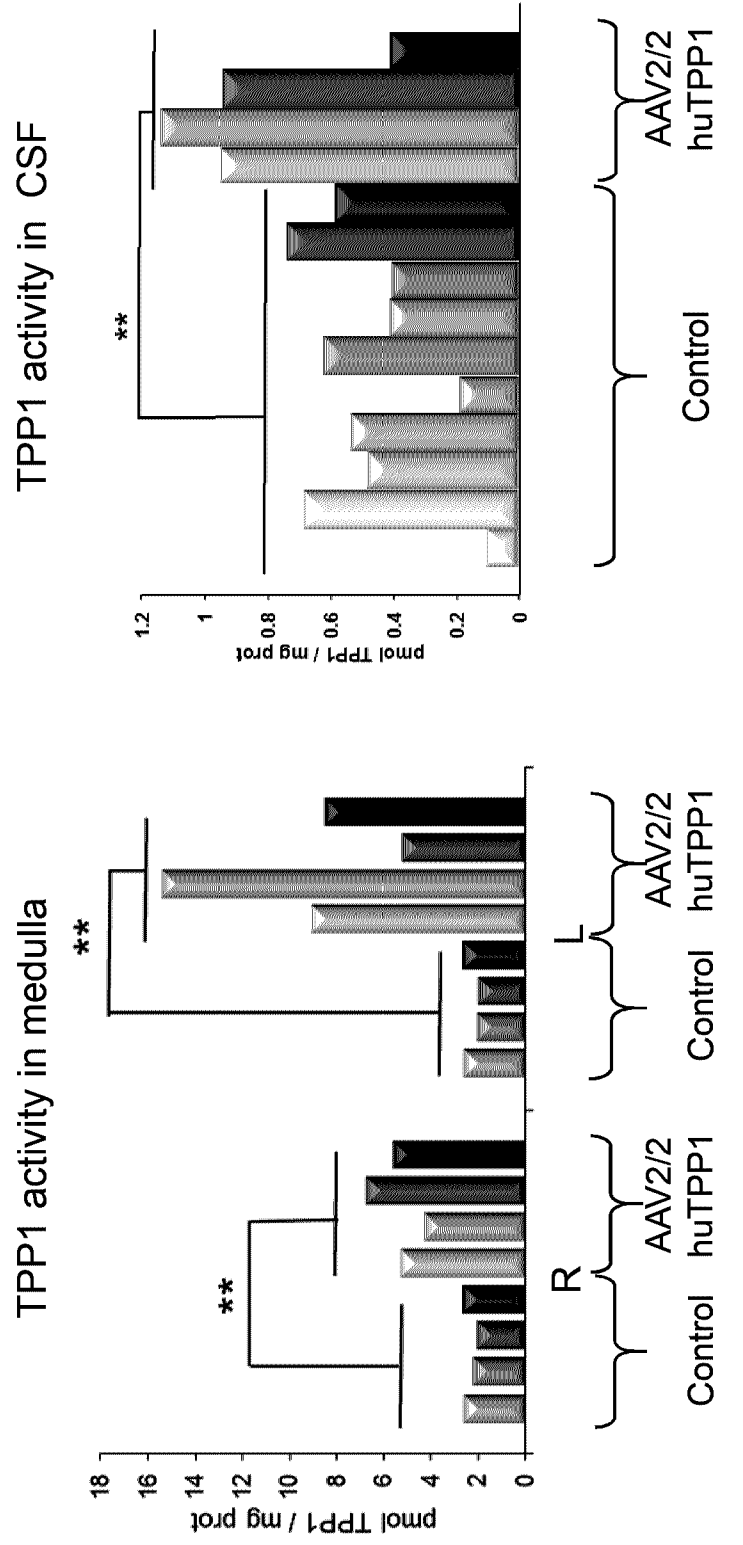 TPP1 activity in medulla
18
16
14
12
10
8
6
4
2
0
pmol TPP1 / mg prot
**
**
R
L
Control
AAV2/2
huTPP1
Control
AAV2/2
huTPP1
TPP1 activity in CSF
1.2
1
0.8
0.6
0.4
0.2
0
pmol TPP1 / mg prot
**
Control
AAV2/2
huTPP1